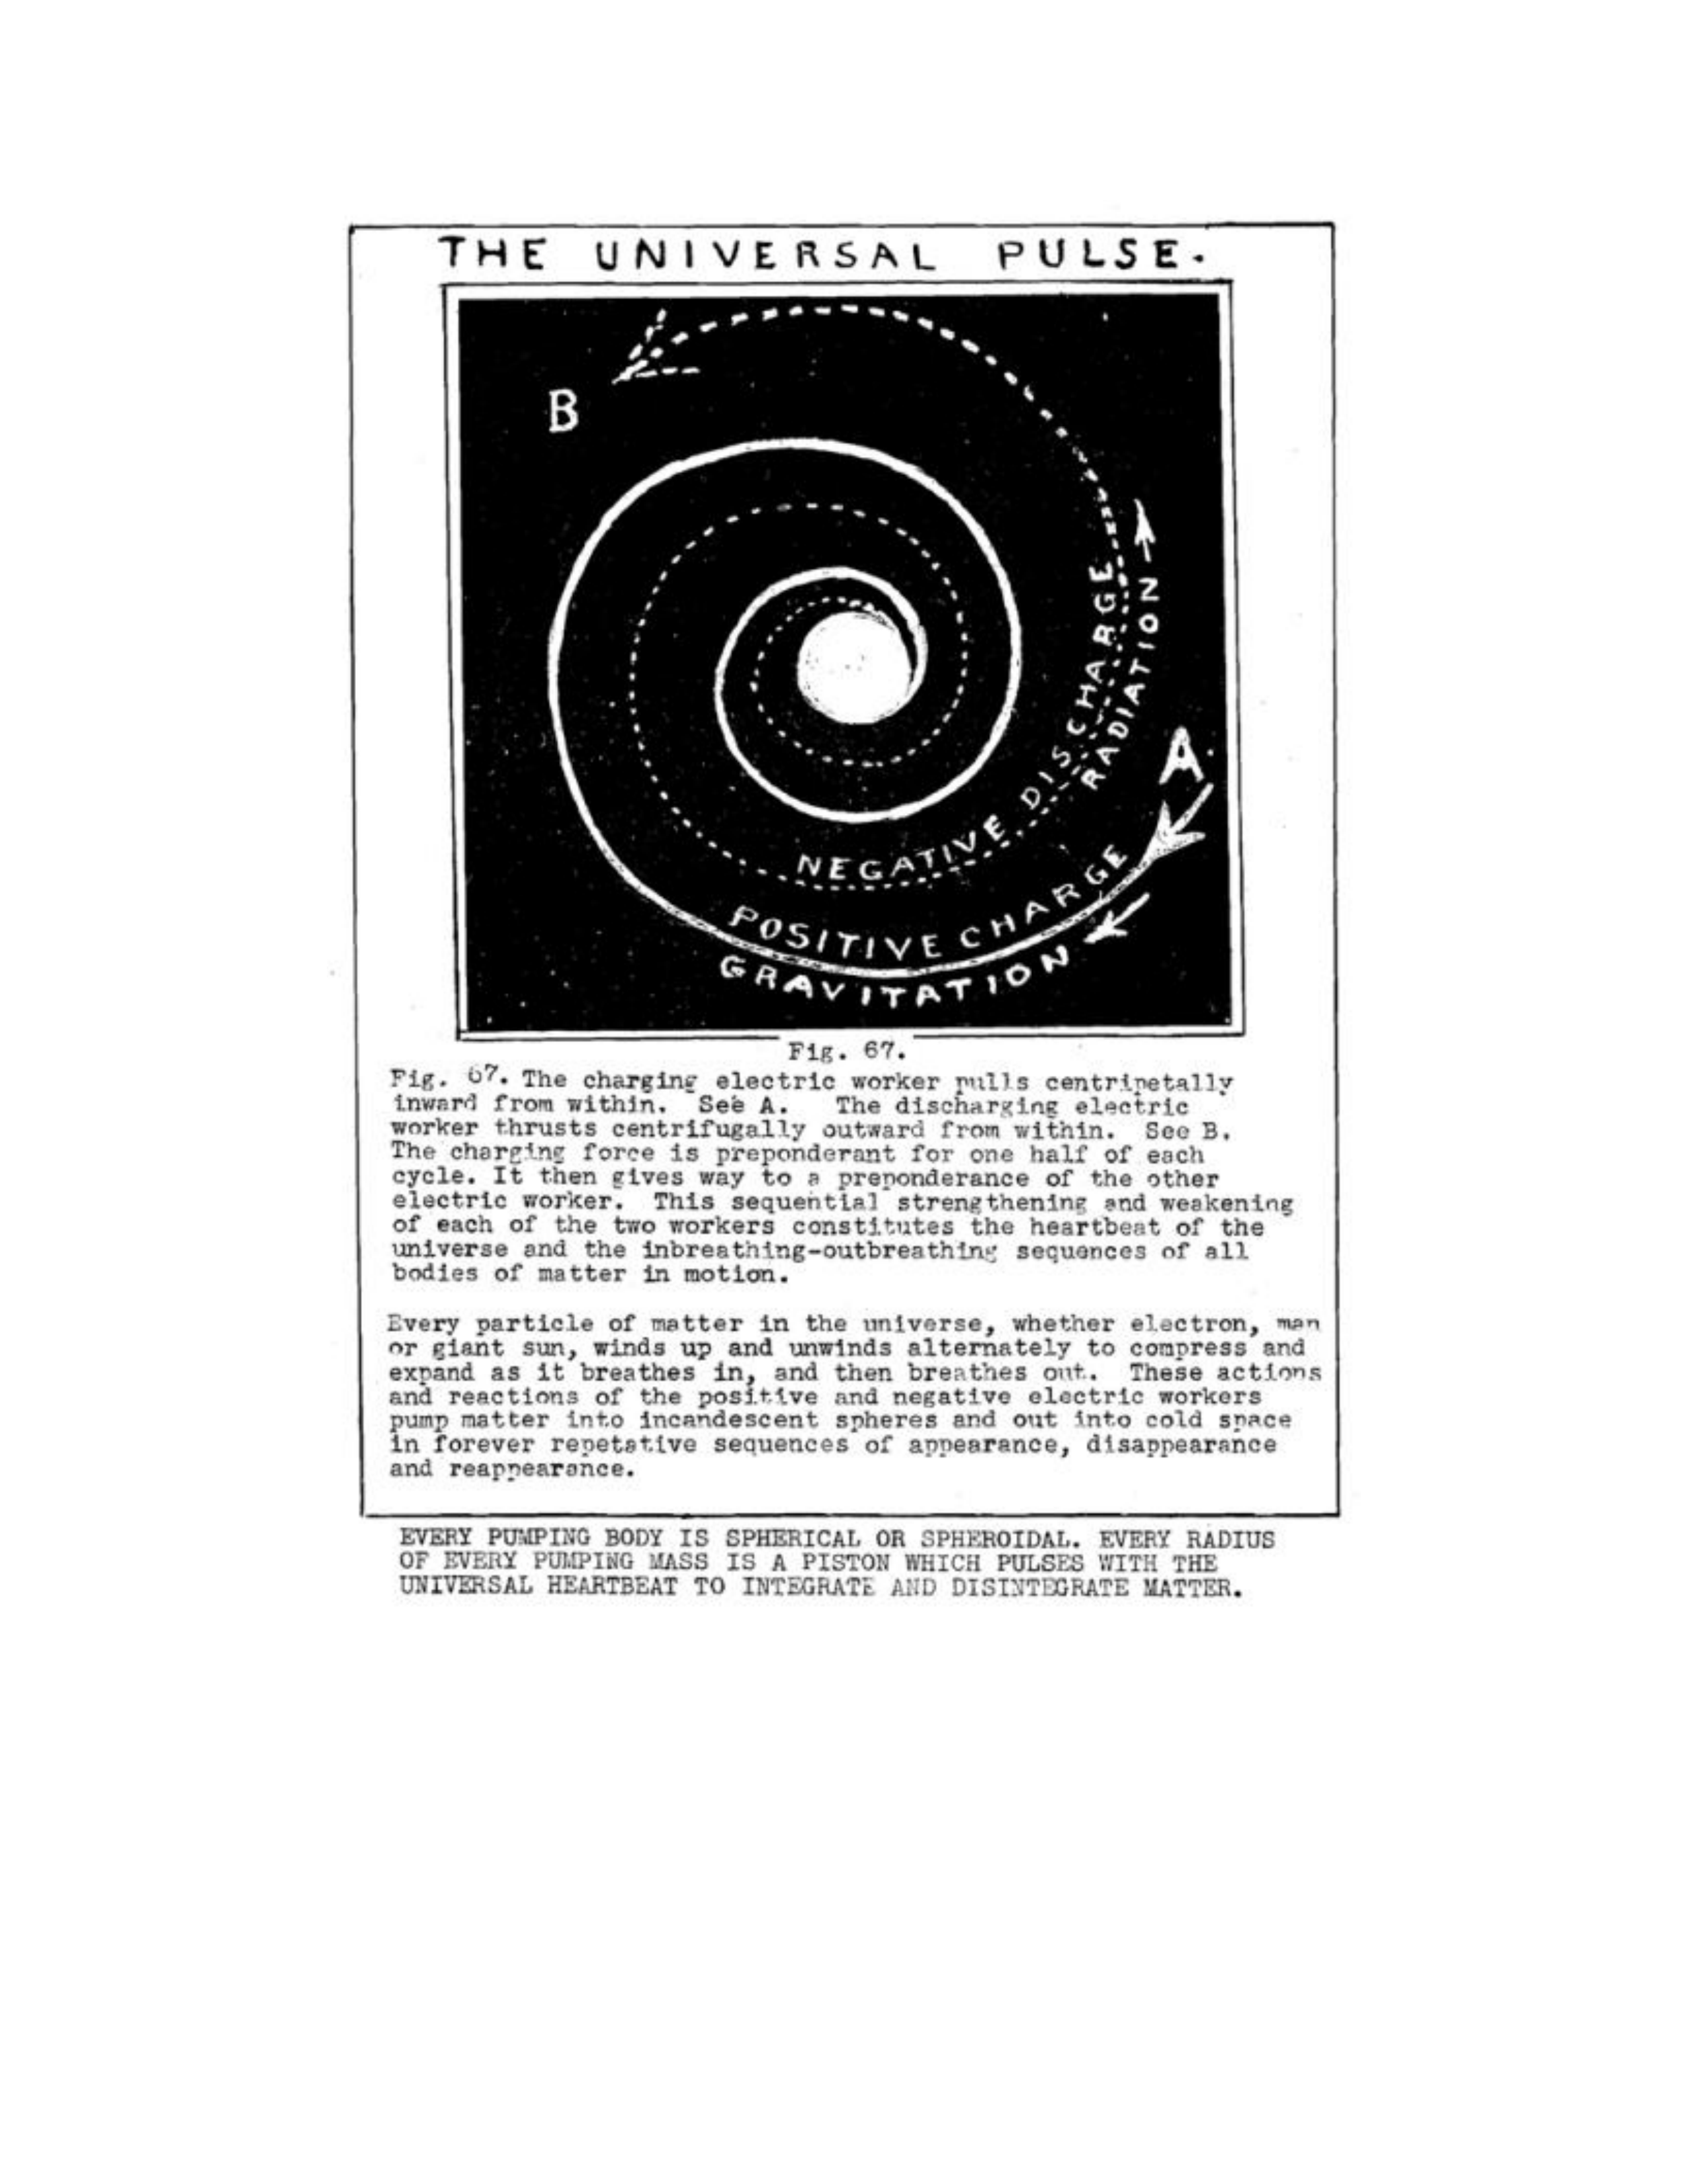 THE UNIVERSAL PULSE.
B
NEGATIVE DISCHARGE
RADIATION
A.
POSITIVE CHARGE
GRAVITATION
Fig. 67.
Fig. 67. The charging electric worker pulls centripetally
inward from within. See A. The discharging electric
worker thrusts centrifugally outward from within. See B.
The charging force is preponderant for one half of each
cycle. It then gives way to a preponderance of the other
electric worker. This sequential strengthening and weakening
of each of the two workers constitutes the heartbeat of the
universe and the inbreathing-outbreathing sequences of all
bodies of matter in motion.
Every particle of matter in the universe, whether electron, man
or giant sun, winds up and unwinds alternately to compress and
expand as it breathes in, and then breathes out. These actions
and reactions of the positive and negative electric workers
pump matter into incandescent spheres and out into cold space
in forever repetative sequences of appearance, disappearance
and reappearance.
EVERY PUMPING BODY IS SPHERICAL OR SPHEROIDAL. EVERY RADIUS
OF EVERY PUMPING MASS IS A PISTON WHICH PULSES WITH THE
UNIVERSAL HEARTBEAT TO INTEGRATE AND DISINTEGRATE MATTER.